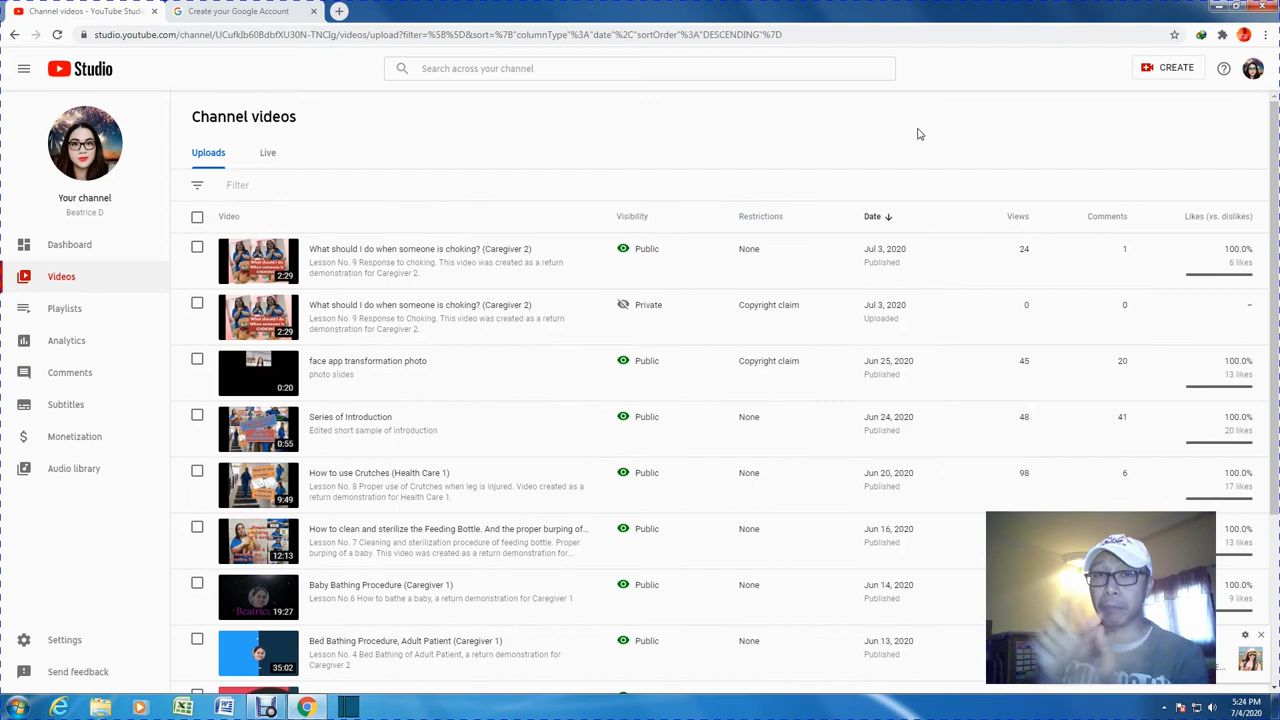 Channel videos - YouTube Studio
Create your Google Account
studio.youtube.com/channel/UCufkIb60BdbfXU30N-TNCIg/videos/upload?filter=%5B%5D&sort=%7B"columnType"%3A"date"%2C"sortOrder"%3A"DESCENDING"%7D
Studio
Search across your channel
CREATE
Your channel
Beatrice D
Dashboard
Videos
Playlists
Analytics
Comments
Subtitles
Monetization
Audio library
Settings
Send feedback
Channel videos
Uploads Live
Filter
Video Visibility Restrictions Date Views Comments Likes (vs. dislikes)
What should I do when someone is choking? (Caregiver 2) Public None Jul 3, 2020 24 1 100.0%
Lesson No. 9 Response to choking. This video was created as a return Published 6 likes
demonstration for Caregiver 2.
2:29
What should I do when someone is choking? (Caregiver 2) Private Copyright claim Jul 3, 2020 0 0 –
Lesson No. 9 Response to Choking. This video was created as a return Uploaded
demonstration for Caregiver 2.
2:29
face app transformation photo Public Copyright claim Jun 25, 2020 45 20 100.0%
photo slides Published 13 likes
0:20
Series of Introduction Public None Jun 24, 2020 48 41 100.0%
Edited short sample of introduction Published 20 likes
0:55
How to use Crutches (Health Care 1) Public None Jun 20, 2020 98 6 100.0%
Lesson No. 8 Proper use of Crutches when leg is injured. Video created as a Published 17 likes
return demonstration for Health Care 1.
9:49
How to clean and sterilize the Feeding Bottle. And the proper burping of... Public None Jun 16, 2020
Lesson No. 7 Cleaning and sterilization procedure of feeding bottle. Proper Published 13 likes
burping of a baby. This video was created as a return demonstration for...
12:13
Baby Bathing Procedure (Caregiver 1) Public None Jun 14, 2020
Lesson No.6 How to bathe a baby, a return demonstration for Caregiver 1 Published 9 likes
Beatrice 19:27
Bed Bathing Procedure, Adult Patient (Caregiver 1) Public None Jun 13, 2020
Lesson No. 4 Bed Bathing of Adult Patient, a return demonstration for Published
Caregiver 2
35:02
5:24 PM
7/4/2020